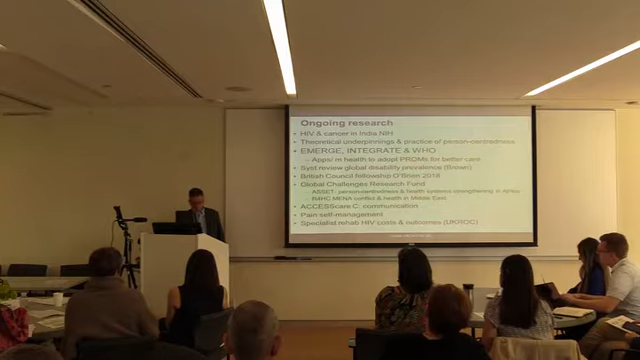 Ongoing research
• HIV & cancer in India NIH
• Theoretical underpinnings & practice of person-centredness
• EMERGE, INTEGRATE & WHO
– Apps/ m health to adopt PROMs for better care
• Syst review global disability prevalence (Brown)
• British Council fellowship O'Brien 2018
• Global Challenges Research Fund
– ASSET- person-centredness & health systems strengthening in Africa
– R4HC MENA conflict & health in Middle East
• ACCESScare C: communication
• Pain self-management
• Specialist rehab HIV costs & outcomes (UKROC)